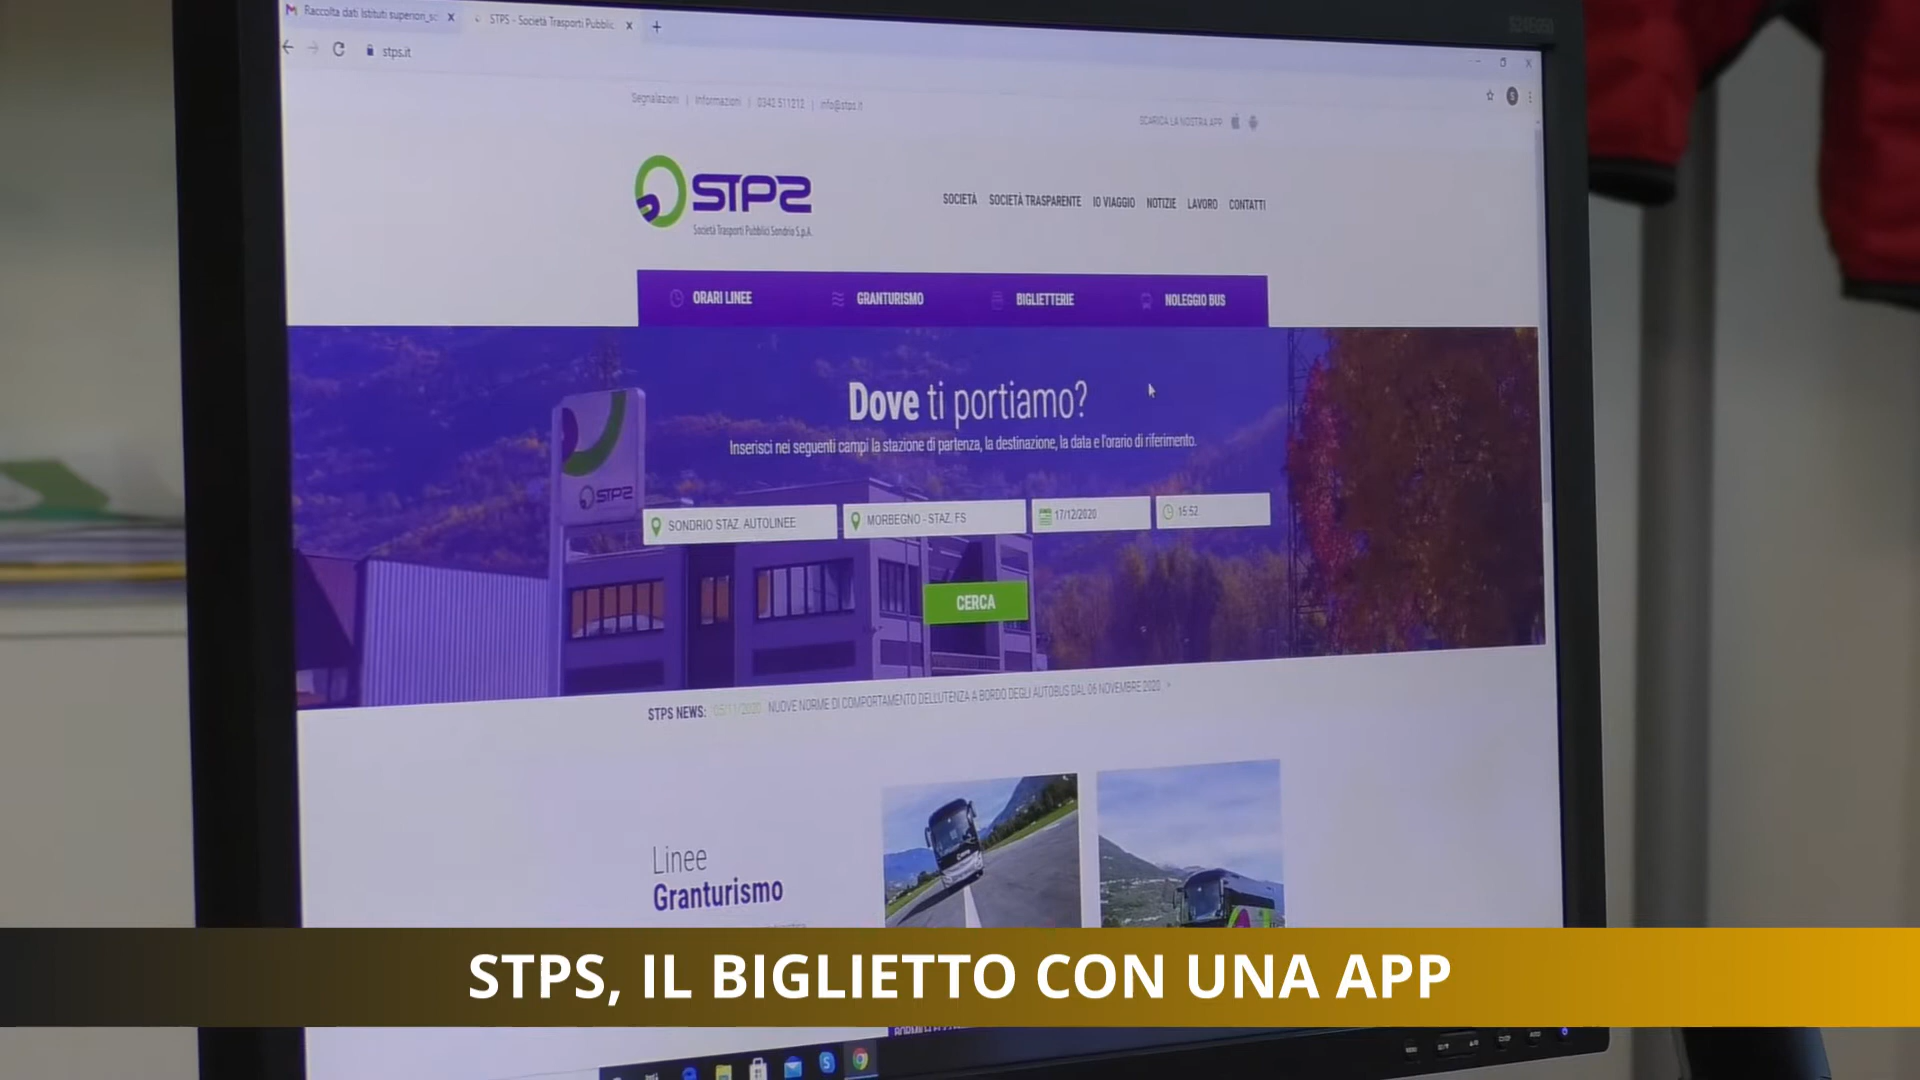 Raccolta dati Istituti superiori_sc
STPS - Società Trasporti Pubblic
stps.it
Segnalazioni | Informazioni | 0342 511212 | info@stps.it
SCARICA LA NOSTRA APP
STPS
Società Trasporti Pubblici Sondrio S.p.A.
SOCIETÀ SOCIETÀ TRASPARENTE IO VIAGGIO NOTIZIE LAVORO CONTATTI
ORARI LINEE GRANTURISMO BIGLIETTERIE NOLEGGIO BUS
Dove ti portiamo?
Inserisci nei seguenti campi la stazione di partenza, la destinazione, la data e l'orario di riferimento.
STPS
SONDRIO STAZ. AUTOLINEE
MORBEGNO - STAZ. FS
17/12/2020
15:52
CERCA
STPS NEWS: 05/11/2020 NUOVE NORME DI COMPORTAMENTO DELL'UTENZA A BORDO DEGLI AUTOBUS DAL 06 NOVEMBRE 2020
Linee
Granturismo
STPS, IL BIGLIETTO CON UNA APP